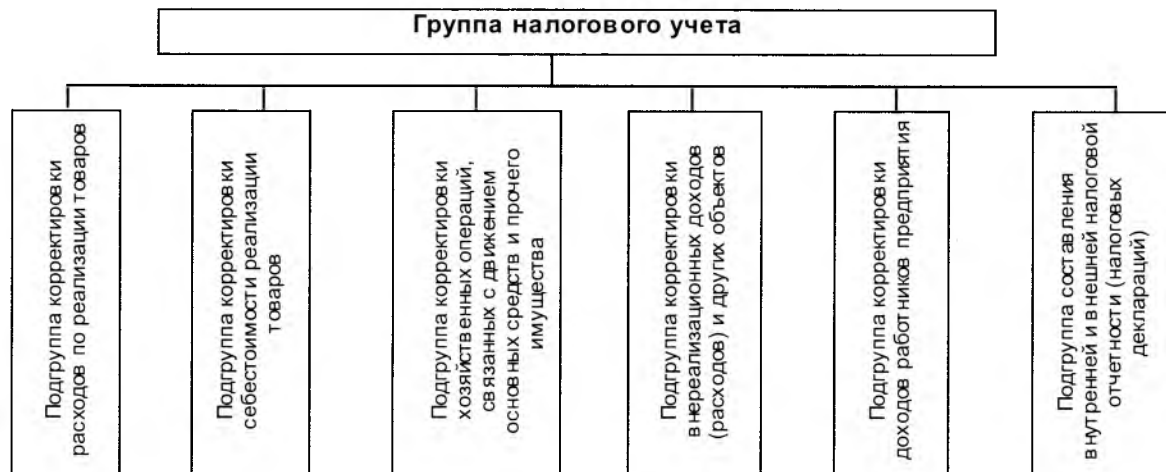 Группа налогового учета
Подгруппа корректировки
расходов по реализации товаров
Подгруппа корректировки
себестоимости реализации
товаров
Подгруппа корректировки
хозяйственных операций,
связанных с движением
основных средств и прочего
имущества
Подгруппа корректировки
внереализационных доходов
(расходов) и других объектов
Подгруппа корректировки
доходов работников предприятия
Подгруппа составления
внутренней и внешней налоговой
отчетности (налоговых
деклараций)